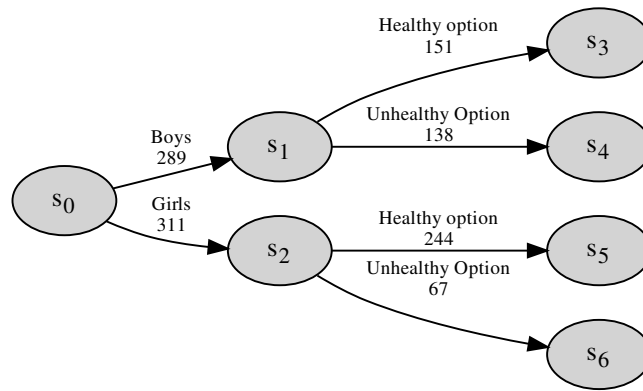 Healthy option
151
s3
Unhealthy Option
138
s4
Boys
289
s1
s0
Girls
311
s2
Healthy option
244
s5
Unhealthy Option
67
s6